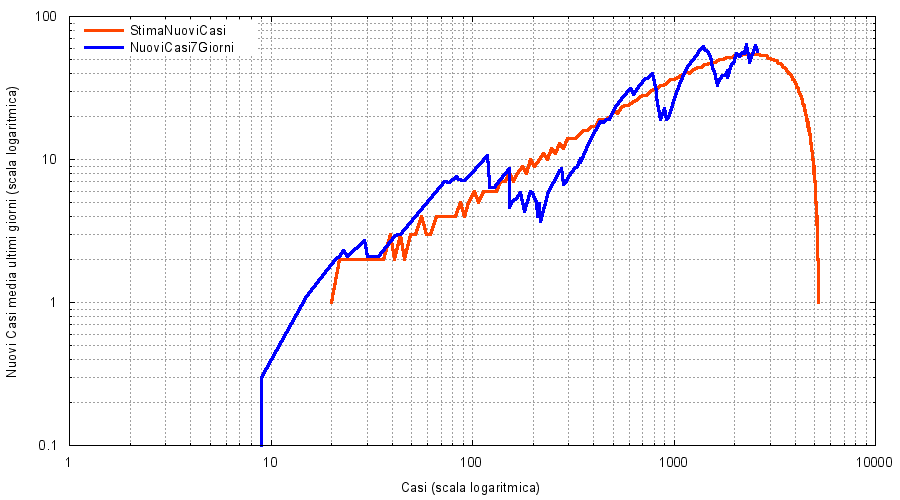 100
StimaNuoviCasi
NuoviCasi7Giorni
10
1
0.1
Nuovi Casi media ultimi giorni (scala logaritmica)
1
10
100
1000
10000
Casi (scala logaritmica)